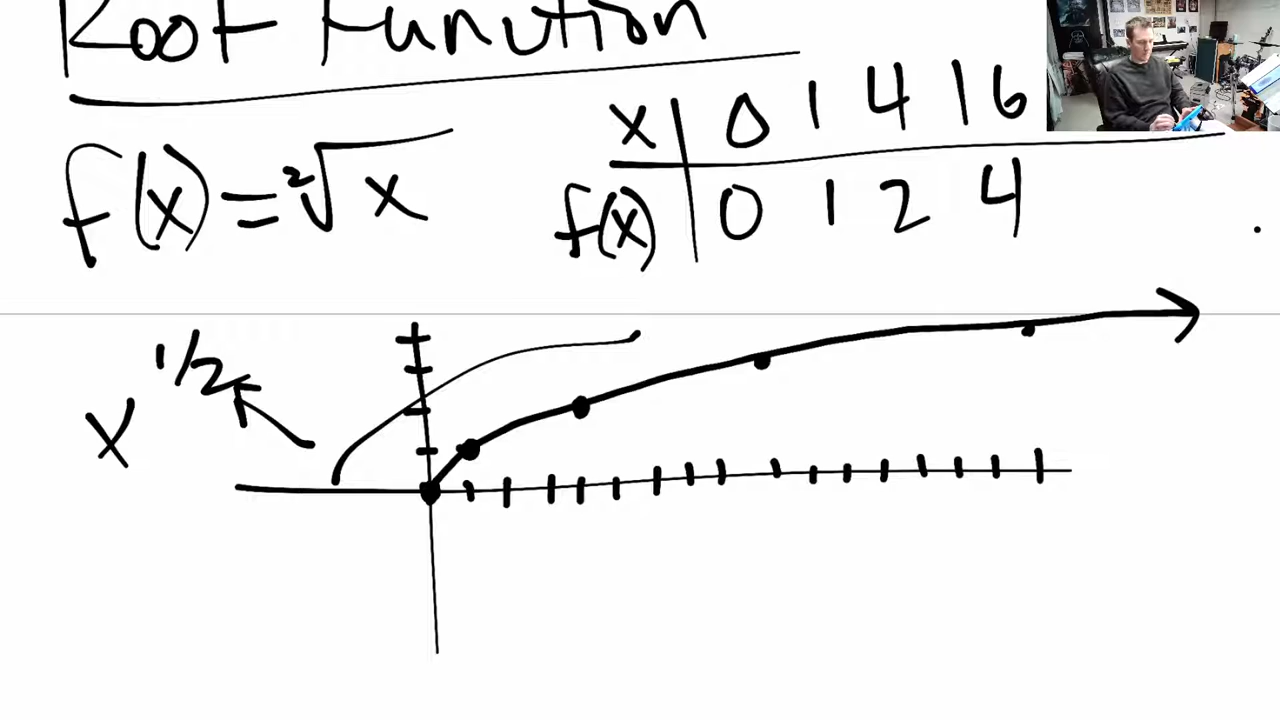 Root Function
f(x) = ²√x
x | 0 1 4 16
f(x) | 0 1 2 4
x^1/2